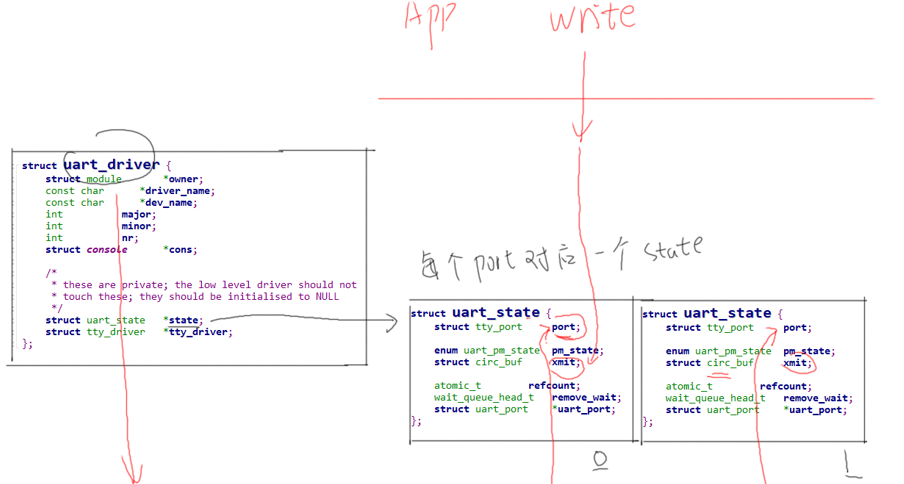 App write
struct uart_driver {
struct module *owner;
const char *driver_name;
const char *dev_name;
int major;
int minor;
int nr;
struct console *cons;
/*
* these are private; the low level driver should not
* touch these; they should be initialised to NULL
*/
struct uart_state *state;
struct tty_driver *tty_driver;
};
每个port对应一个state
struct uart_state {
struct tty_port port;
enum uart_pm_state pm_state;
struct circ_buf xmit;
atomic_t refcount;
wait_queue_head_t remove_wait;
struct uart_port *uart_port;
};
0
struct uart_state {
struct tty_port port;
enum uart_pm_state pm_state;
struct circ_buf xmit;
atomic_t refcount;
wait_queue_head_t remove_wait;
struct uart_port *uart_port;
};